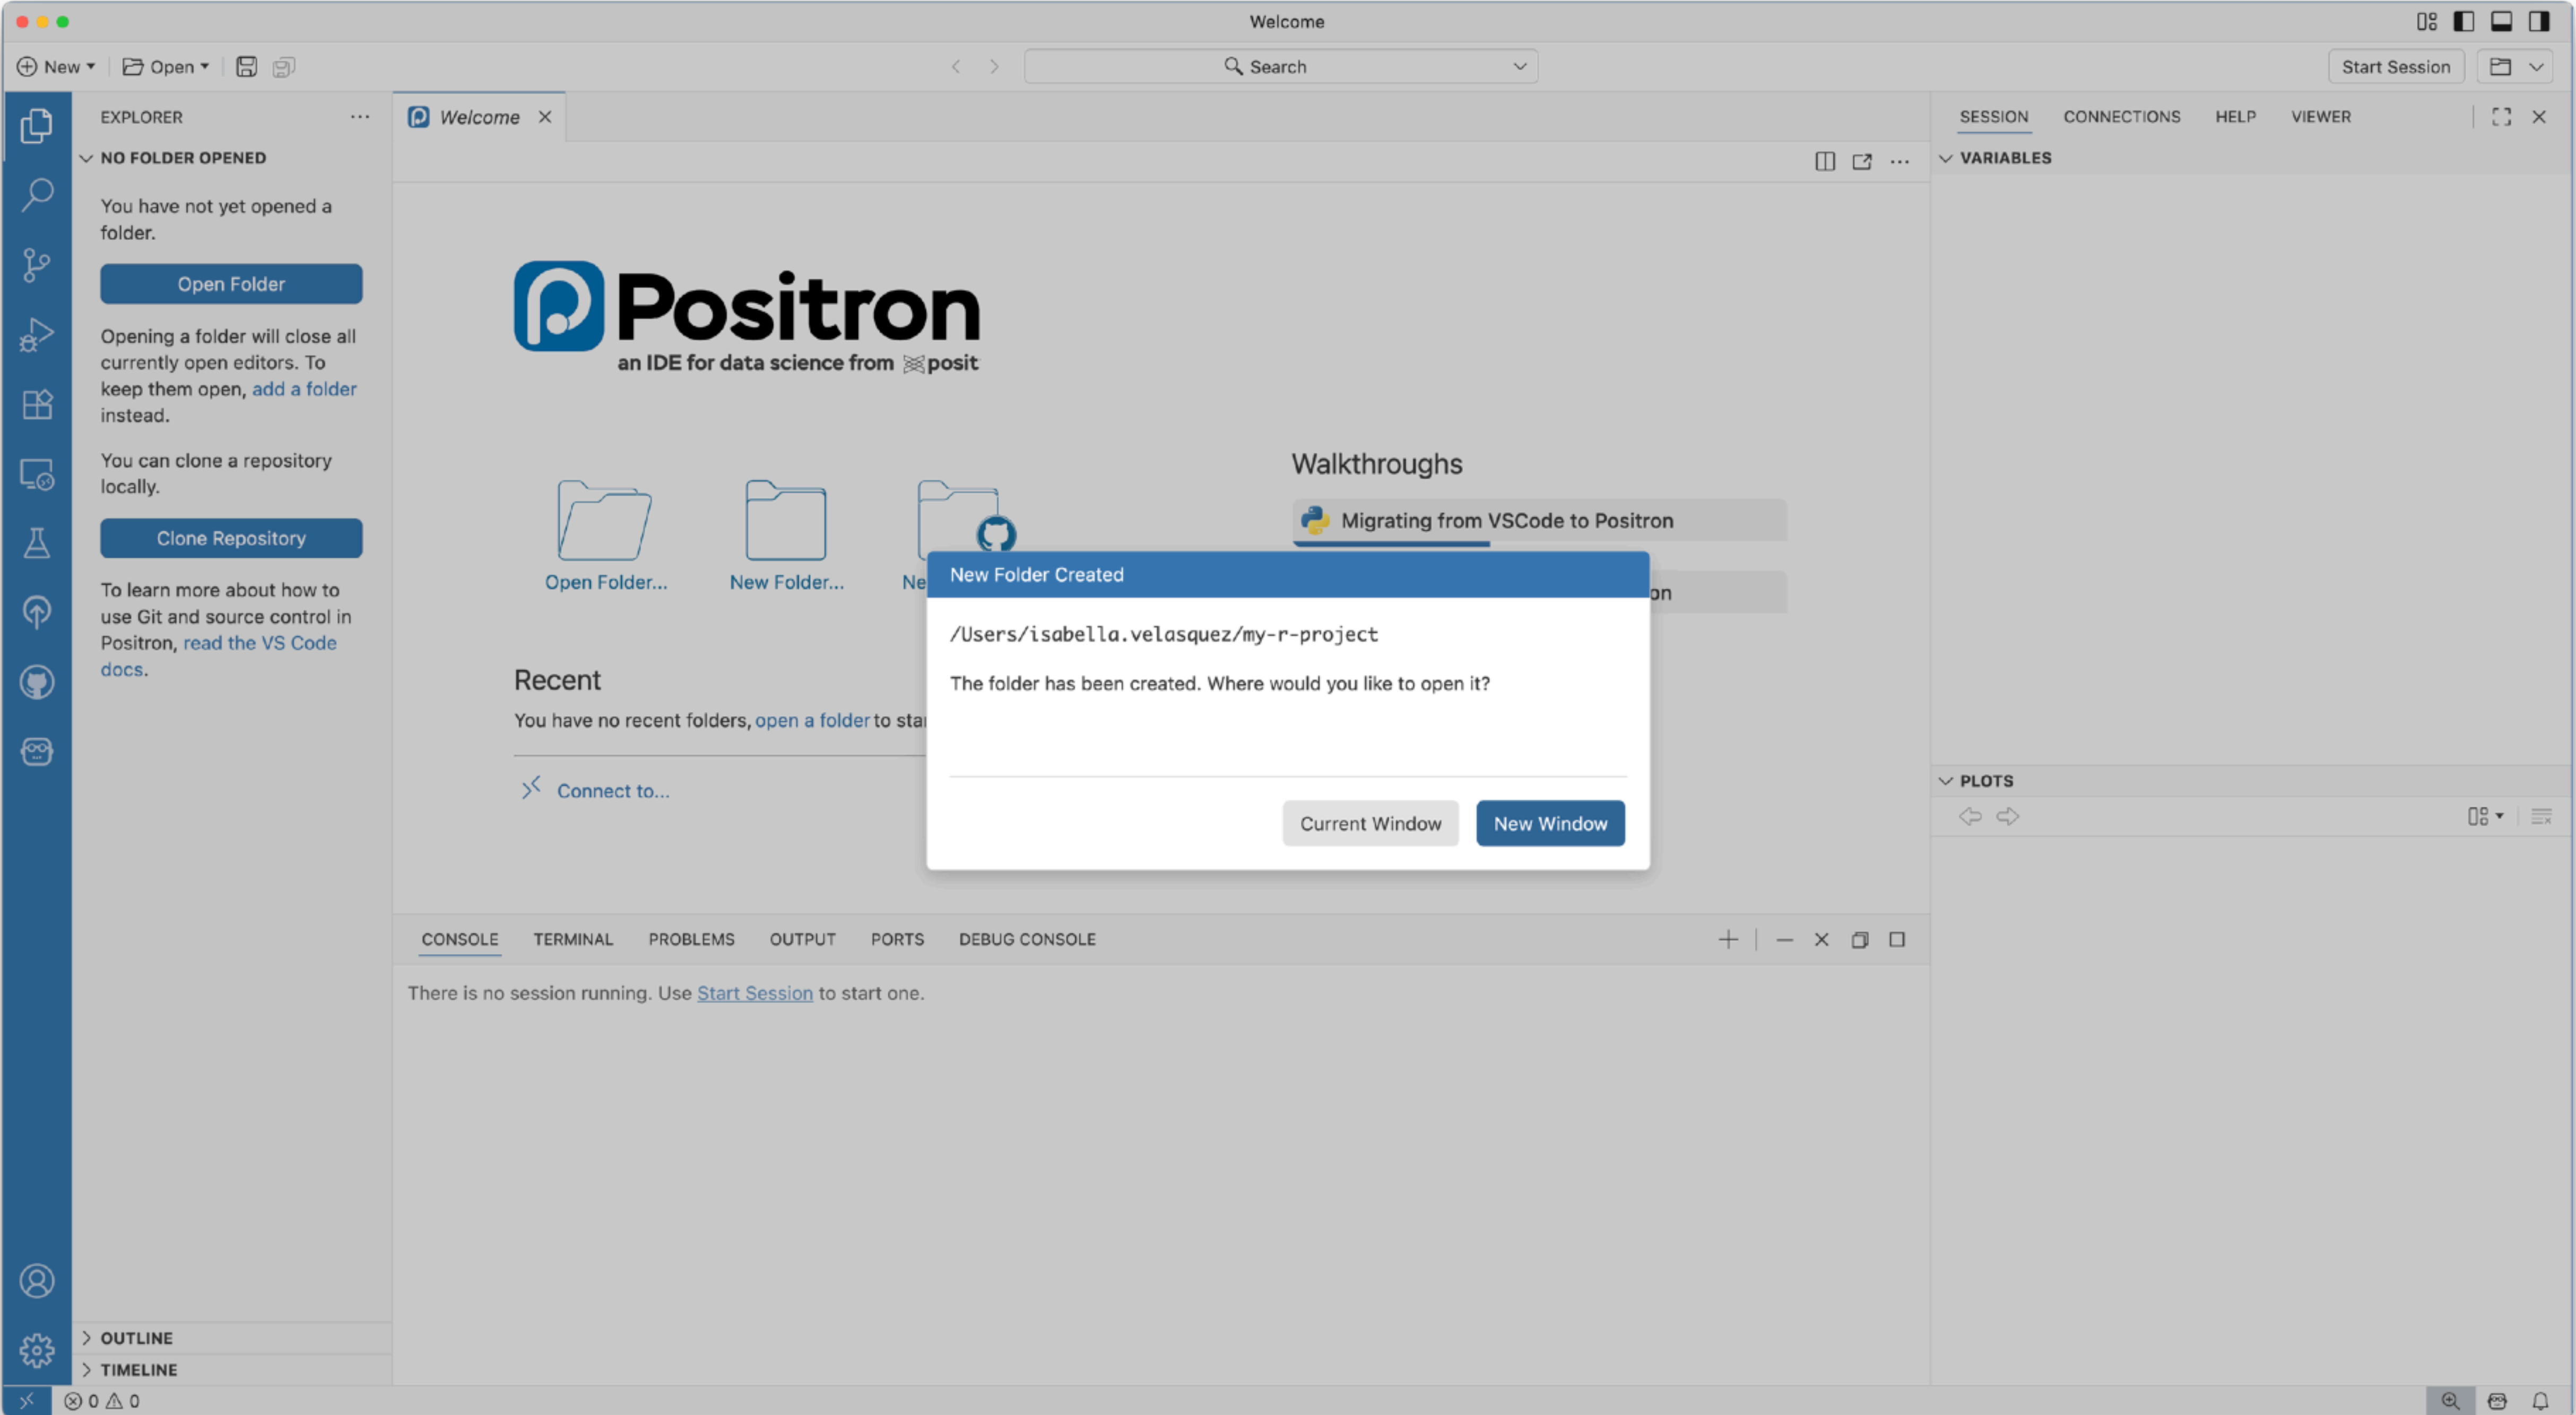 Welcome
New
Open
Search
Start Session
EXPLORER
NO FOLDER OPENED
You have not yet opened a
folder.
Open Folder
Opening a folder will close all
currently open editors. To
keep them open, add a folder
instead.
You can clone a repository
locally.
Clone Repository
To learn more about how to
use Git and source control in
Positron, read the VS Code
docs.
OUTLINE
TIMELINE
Welcome
Positron
an IDE for data science from posit
Open Folder...
New Folder...
Ne
Walkthroughs
Migrating from VSCode to Positron
on
Recent
You have no recent folders, open a folder to sta
Connect to...
New Folder Created
/Users/isabella.velasquez/my-r-project
The folder has been created. Where would you like to open it?
Current Window
New Window
CONSOLE TERMINAL PROBLEMS OUTPUT PORTS DEBUG CONSOLE
There is no session running. Use Start Session to start one.
SESSION CONNECTIONS HELP VIEWER
VARIABLES
PLOTS
0 0